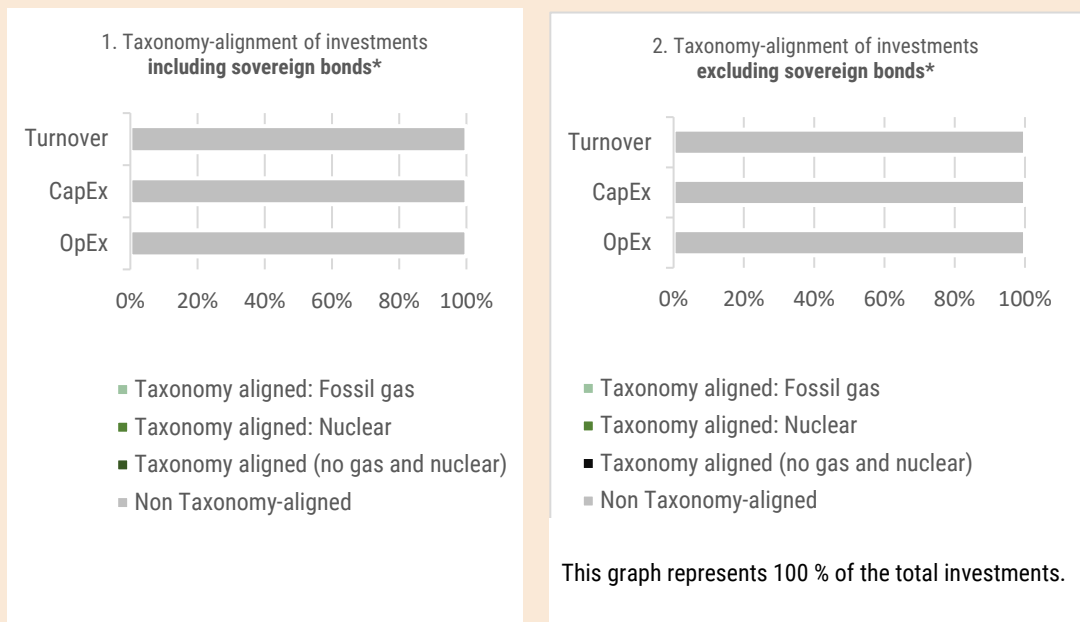 1. Taxonomy-alignment of investments
including sovereign bonds*
Turnover
CapEx
OpEx
0% 20% 40% 60% 80% 100%
Taxonomy aligned: Fossil gas
Taxonomy aligned: Nuclear
Taxonomy aligned (no gas and nuclear)
Non Taxonomy-aligned
2. Taxonomy-alignment of investments
excluding sovereign bonds*
Turnover
CapEx
OpEx
0% 20% 40% 60% 80% 100%
Taxonomy aligned: Fossil gas
Taxonomy aligned: Nuclear
Taxonomy aligned (no gas and nuclear)
Non Taxonomy-aligned
This graph represents 100 % of the total investments.